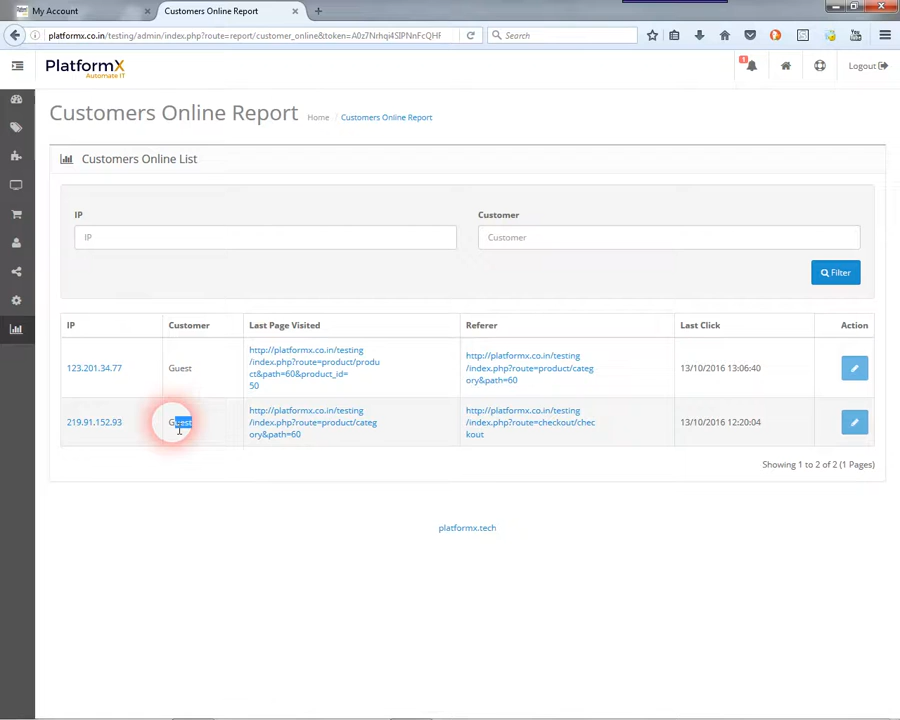 My Account
Customers Online Report
platformx.co.in/testing/admin/index.php?route=report/customer_online&token=A0z7Nrhqi4SlPNnFcQHF
Search
PlatformX
Automate IT
1
Logout
Customers Online Report
Home / Customers Online Report
Customers Online List
IP
Customer
IP
Customer
Filter
IP Customer Last Page Visited Referer Last Click Action
123.201.34.77 Guest
http://platformx.co.in/testing
/index.php?route=product/produ
ct&path=60&product_id=
50
http://platformx.co.in/testing
/index.php?route=product/categ
ory&path=60
13/10/2016 13:06:40
219.91.152.93 Guest
http://platformx.co.in/testing
/index.php?route=product/categ
ory&path=60
http://platformx.co.in/testing
/index.php?route=checkout/chec
kout
13/10/2016 12:20:04
Showing 1 to 2 of 2 (1 Pages)
platformx.tech